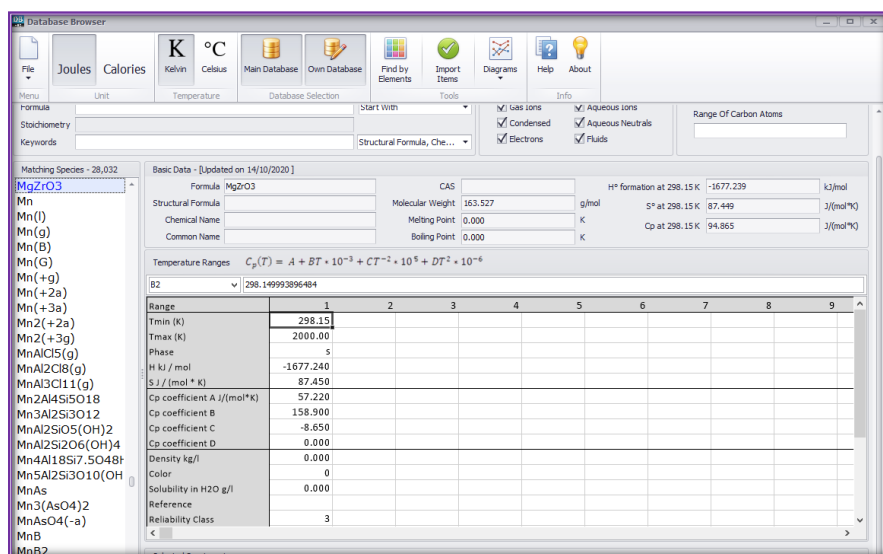 Database Browser
File
Joules
Calories
K
Kelvin
°C
Celsius
Main Database
Own Database
Find by Elements
Import Items
Diagrams
Help
About
Menu
Unit
Temperature
Database Selection
Tools
Info
Formula
Start With
Gas Ions
Aqueous Ions
Range Of Carbon Atoms
Stoichiometry
Condensed
Aqueous Neutrals
Keywords
Structural Formula, Che...
Electrons
Fluids
Matching Species - 28,032
MgZrO3
Mn
Mn(l)
Mn(g)
Mn(B)
Mn(G)
Mn(+g)
Mn(+2a)
Mn(+3a)
Mn2(+2a)
Mn2(+3g)
MnAlCl5(g)
MnAl2Cl8(g)
MnAl3Cl11(g)
Mn2Al4Si5O18
Mn3Al2Si3O12
MnAl2SiO5(OH)2
MnAl2Si2O6(OH)4
Mn4Al18Si7.5O48H
Mn5Al2Si3O10(OH
MnAs
Mn3(AsO4)2
MnAsO4(-a)
MnB
MnB2
Basic Data - [Updated on 14/10/2020 ]
Formula MgZrO3 CAS H° formation at 298.15 K -1677.239 kJ/mol
Structural Formula Molecular Weight 163.527 g/mol S° at 298.15 K 87.449 J/(mol*K)
Chemical Name Melting Point 0.000 K Cp at 298.15 K 94.865 J/(mol*K)
Common Name Boiling Point 0.000 K
Temperature Ranges Cp(T) = A + BT * 10⁻³ + CT⁻² * 10⁵ + DT² * 10⁻⁶
B2 298.149993896484
Range 1 2 3 4 5 6 7 8 9
Tmin (K) 298.15
Tmax (K) 2000.00
Phase s
H kJ / mol -1677.240
S J / (mol * K) 87.450
Cp coefficient A J/(mol*K) 57.220
Cp coefficient B 158.900
Cp coefficient C -8.650
Cp coefficient D 0.000
Density kg/l 0.000
Color 0
Solubility in H2O g/l 0.000
Reference
Reliability Class 3